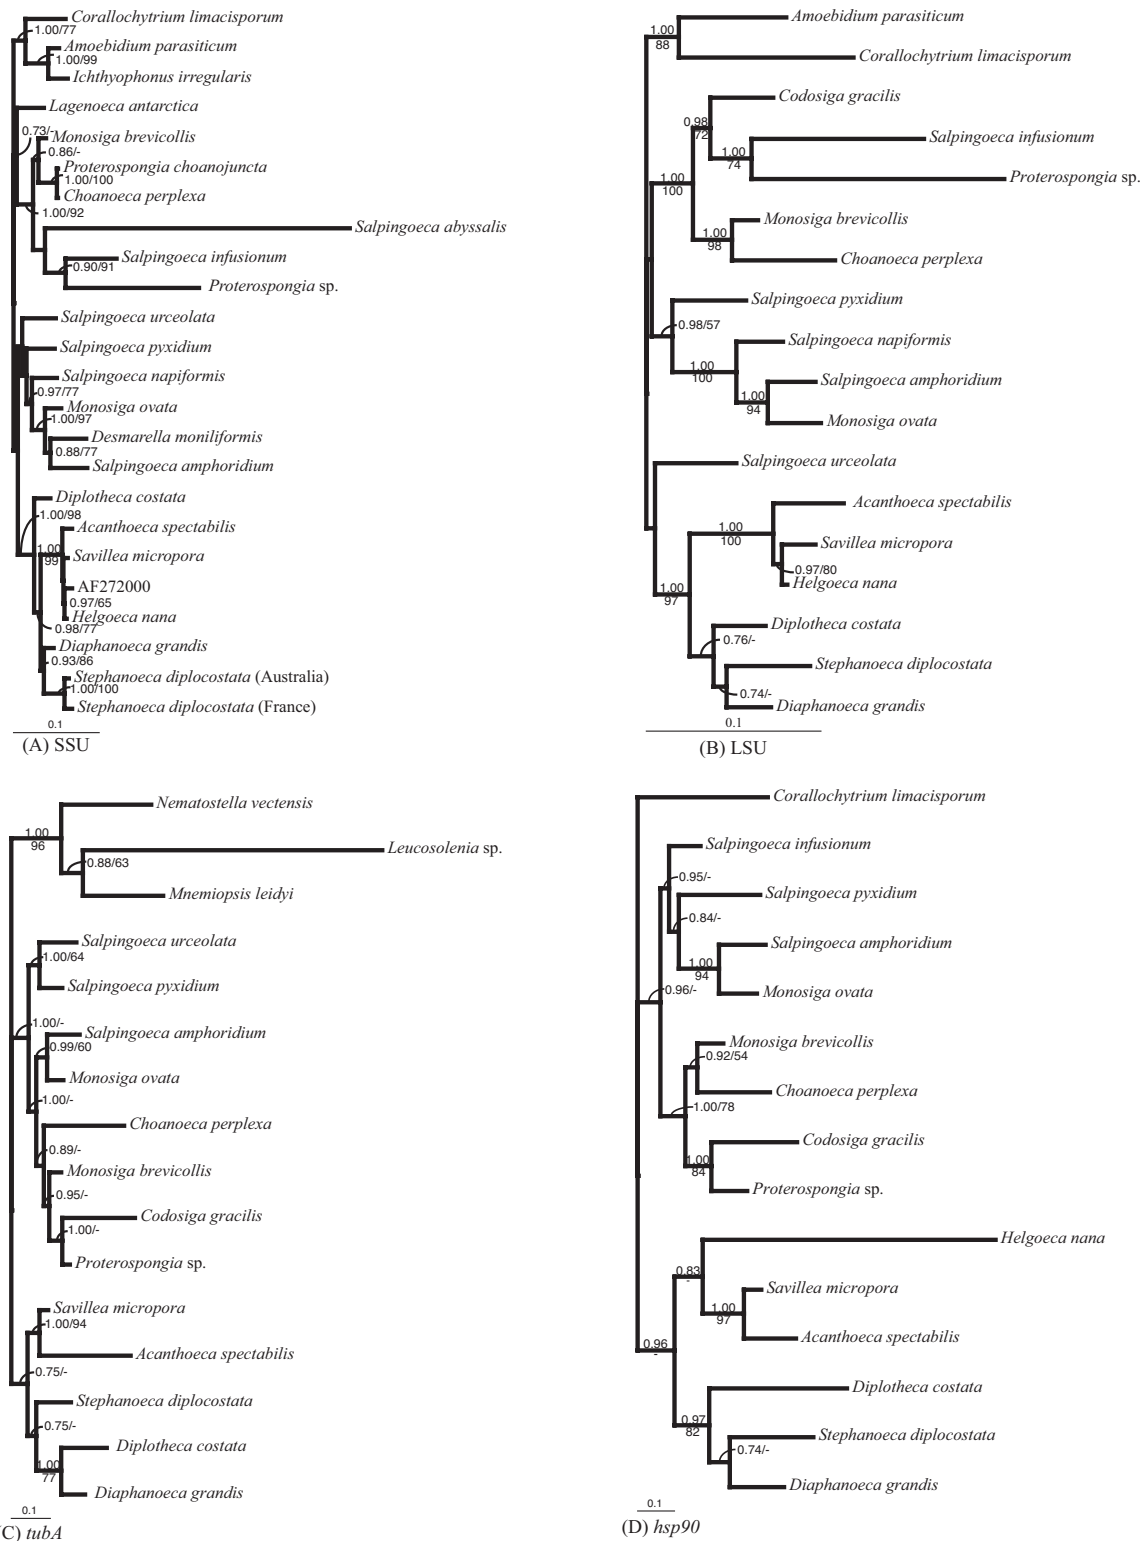 Corallochytrium limacisporum
1.00/77
Amoebidium parasiticum
1.00/99
Ichthyophonus irregularis
Lagenoeca antarctica
0.73/-
Monosiga brevicollis
0.86/-
Proterospongia choanojuncta
1.00/100
Choanoeca perplexa
1.00/92
Salpingoeca abyssalis
Salpingoeca infusionum
0.90/91
Proterospongia sp.
Salpingoeca urceolata
Salpingoeca pyxidium
Salpingoeca napiformis
0.97/77
Monosiga ovata
1.00/97
Desmarella moniliformis
0.88/77
Salpingoeca amphoridium
Diplotheca costata
1.00/98
Acanthoeca spectabilis
1.00
99
Savillea micropora
AF272000
0.97/65
Helgoeca nana
0.98/77
Diaphanoeca grandis
0.93/86
Stephanoeca diplocostata (Australia)
1.00/100
Stephanoeca diplocostata (France)
0.1
(A) SSU
Amoebidium parasiticum
1.00
88
Corallochytrium limacisporum
Codosiga gracilis
0.98
72
Salpingoeca infusionum
1.00
74
Proterospongia sp.
1.00
100
Monosiga brevicollis
1.00
98
Choanoeca perplexa
Salpingoeca pyxidium
0.98/57
Salpingoeca napiformis
1.00
100
Salpingoeca amphoridium
1.00
94
Monosiga ovata
Salpingoeca urceolata
Acanthoeca spectabilis
1.00
100
Savillea micropora
0.97/80
Helgoeca nana
1.00
97
Diplotheca costata
0.76/-
Stephanoeca diplocostata
0.74/-
Diaphanoeca grandis
0.1
(B) LSU
Nematostella vectensis
1.00
96
Leucosolenia sp.
0.88/63
Mnemiopsis leidyi
Salpingoeca urceolata
1.00/64
Salpingoeca pyxidium
1.00/-
Salpingoeca amphoridium
0.99/60
Monosiga ovata
1.00/-
Choanoeca perplexa
0.89/-
Monosiga brevicollis
0.95/-
Codosiga gracilis
1.00/-
Proterospongia sp.
Savillea micropora
1.00/94
Acanthoeca spectabilis
0.75/-
Stephanoeca diplocostata
0.75/-
Diplotheca costata
1.00
77
Diaphanoeca grandis
0.1
C) tubA
Corallochytrium limacisporum
Salpingoeca infusionum
0.95/-
Salpingoeca pyxidium
0.84/-
Salpingoeca amphoridium
1.00
94
Monosiga ovata
0.96/-
Monosiga brevicollis
0.92/54
Choanoeca perplexa
1.00/78
Codosiga gracilis
1.00
84
Proterospongia sp.
Helgoeca nana
0.83
-
Savillea micropora
1.00
97
Acanthoeca spectabilis
0.96
-
Diplotheca costata
0.97
82
Stephanoeca diplocostata
0.74/-
Diaphanoeca grandis
0.1
(D) hsp90